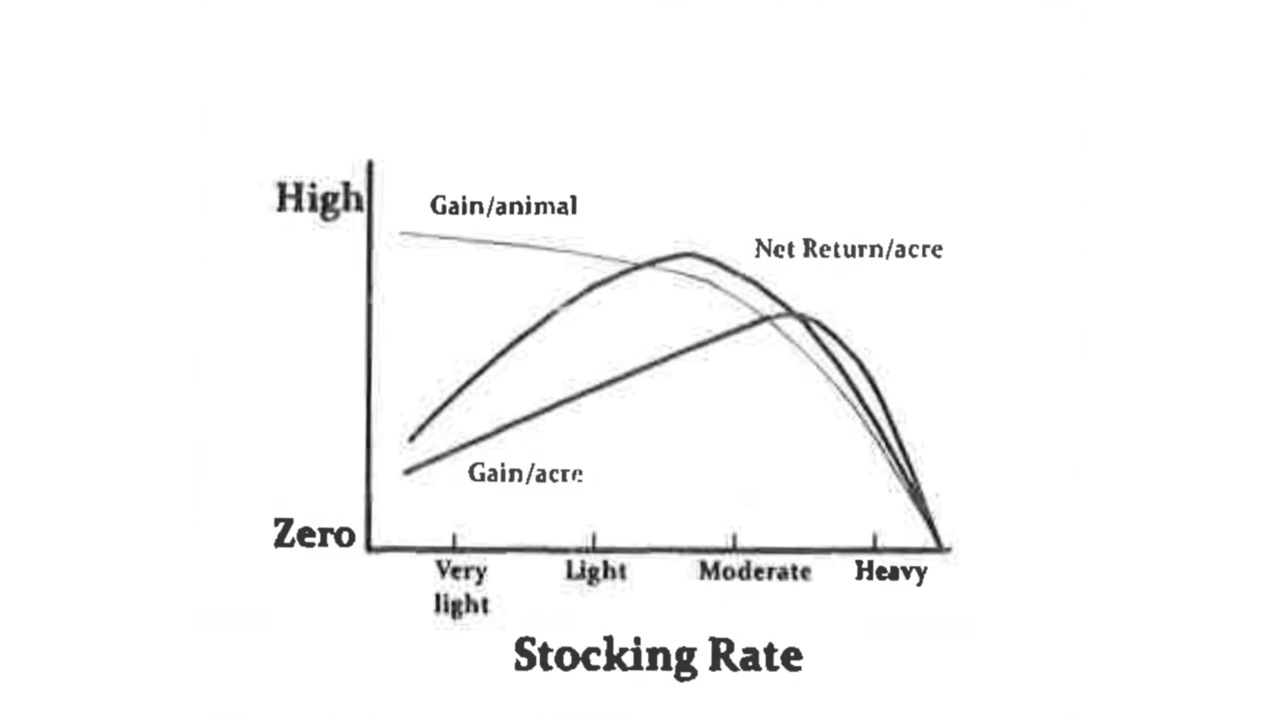 High
Gain/animal
Net Return/acre
Gain/acre
Zero
Very
light
Light
Moderate
Heavy
Stocking Rate